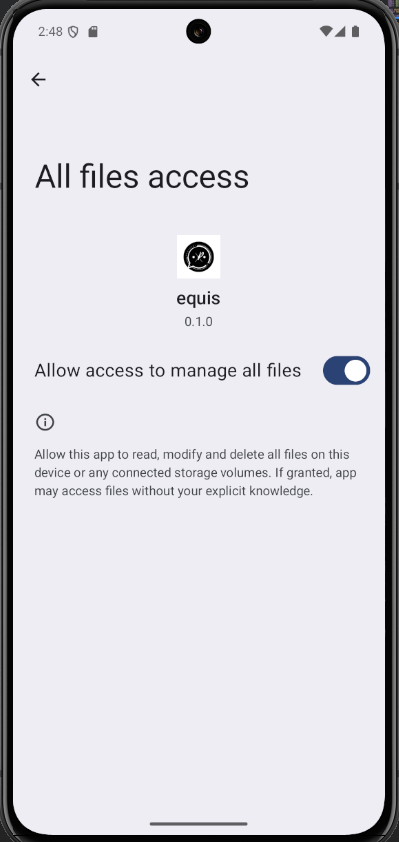 2:48
All files access
equis
0.1.0
Allow access to manage all files
Allow this app to read, modify and delete all files on this
device or any connected storage volumes. If granted, app
may access files without your explicit knowledge.